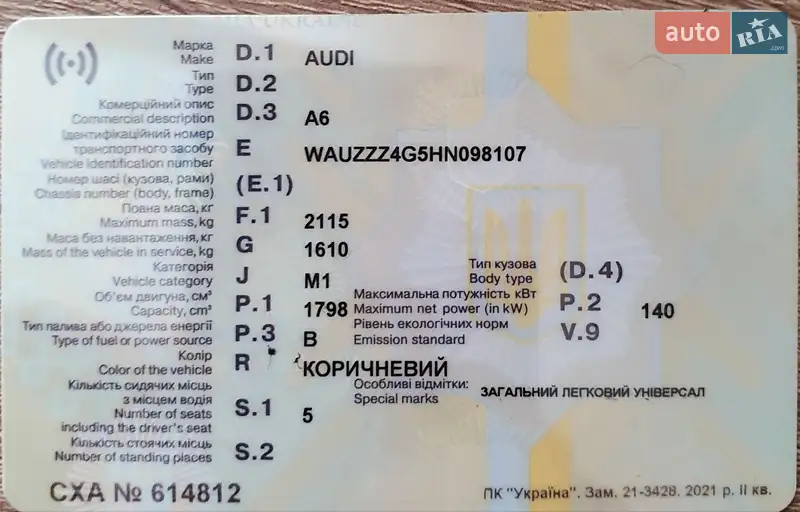 auto RIA .com
Марка D.1 AUDI
Make
Тип D.2
Type
Комерційний опис D.3 A6
Commercial description
Ідентифікаційний номер
транспортного засобу E WAUZZZ4G5HN098107
Vehicle identification number
Номер шасі (кузова, рами) (E.1)
Chassis number (body, frame)
Повна маса, кг F.1 2115
Maximum mass, kg
Маса без навантаження, кг G 1610
Mass of the vehicle in service, kg
Категорія J M1
Vehicle category
Тип кузова (D.4)
Body type
Об'єм двигуна, см³ P.1 1798
Capacity, cm³
Максимальна потужність кВт P.2 140
Maximum net power (in kW)
Тип палива або джерела енергії P.3 B
Type of fuel or power source
Рівень екологічних норм V.9
Emission standard
Колір R КОРИЧНЕВИЙ
Color of the vehicle
Особливі відмітки: ЗАГАЛЬНИЙ ЛЕГКОВИЙ УНІВЕРСАЛ
Special marks
Кількість сидячих місць
з місцем водія S.1 5
Number of seats
including the driver's seat
Кількість стоячих місць S.2
Number of standing places
СХА № 614812
ПК "Україна". Зам. 21-3428. 2021 р. II кв.